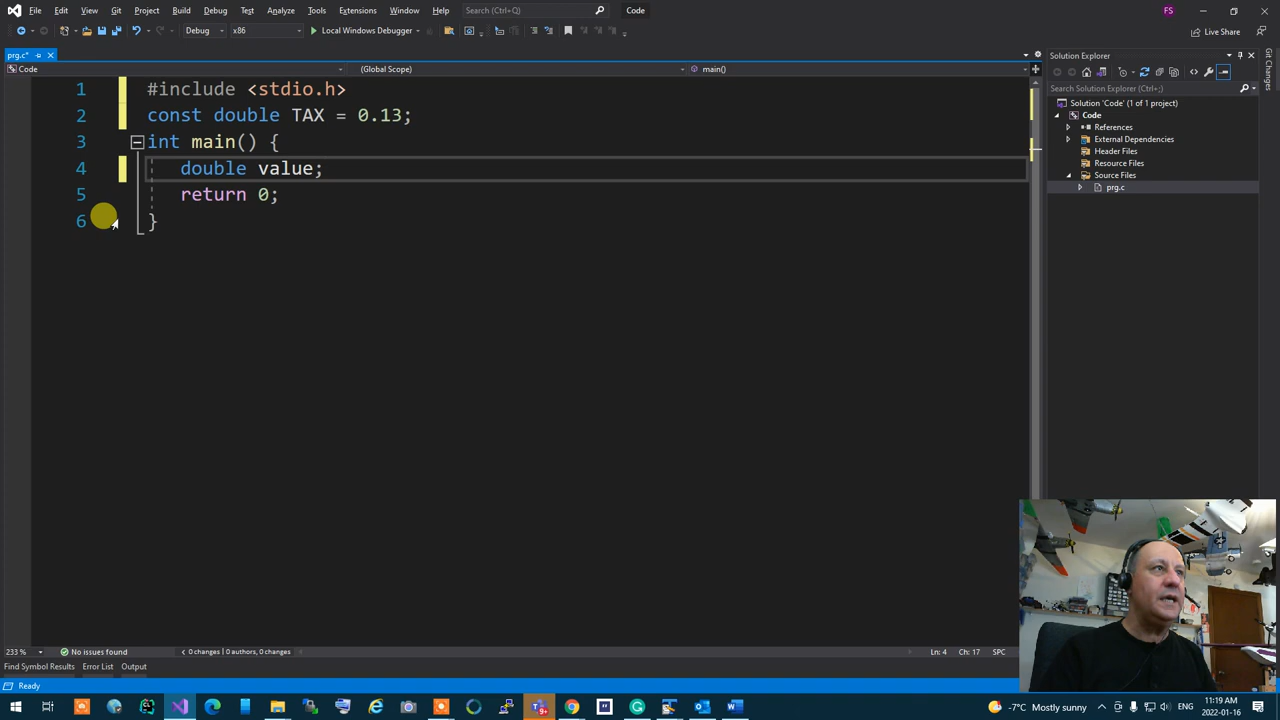 File Edit View Git Project Build Debug Test Analyze Tools Extensions Window Help Search (Ctrl+Q) Code FS
Debug x86 Local Windows Debugger Live Share
prg.c*
Code (Global Scope) main()
1 #include <stdio.h>
2 const double TAX = 0.13;
3 int main() {
4 double value;
5 return 0;
6 }
Solution Explorer
Search Solution Explorer (Ctrl+;)
Solution 'Code' (1 of 1 project)
Code
References
External Dependencies
Header Files
Resource Files
Source Files
prg.c
Git Changes
233 % No issues found 0 changes | 0 authors, 0 changes Ln: 4 Ch: 17 SPC
Find Symbol Results Error List Output
Ready
-7°C Mostly sunny 11:19 AM
2022-01-16